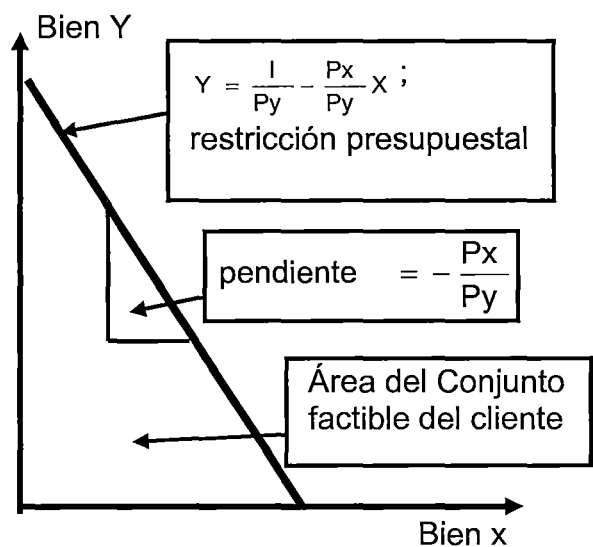 Bien Y
Y = I/Py - Px/Py X ;
restricción presupuestal
pendiente = - Px/Py
Área del Conjunto
factible del cliente
Bien x